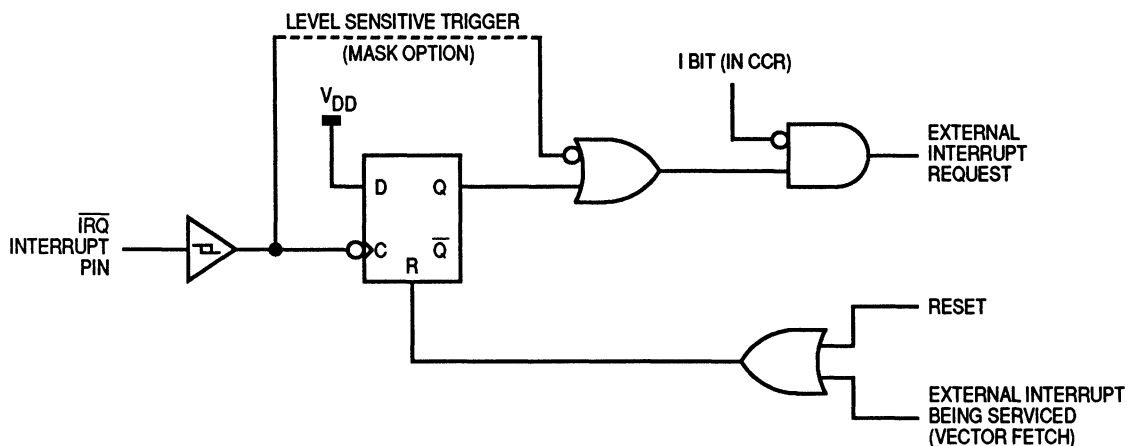 LEVEL SENSITIVE TRIGGER
(MASK OPTION)
I BIT (IN CCR)
VDD
EXTERNAL
INTERRUPT
REQUEST
D
Q
IRQ
INTERRUPT
PIN
C
Q
R
RESET
EXTERNAL INTERRUPT
BEING SERVICED
(VECTOR FETCH)